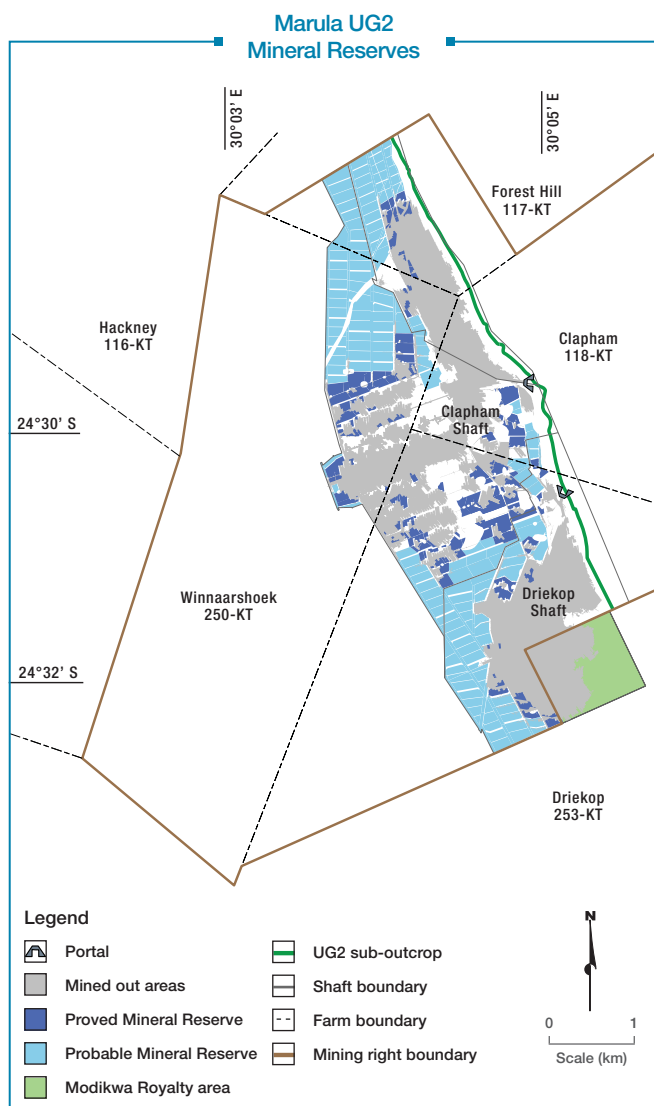 Marula UG2
Mineral Reserves
30°03' E
30°05' E
Forest Hill
117-KT
Hackney
116-KT
Clapham
118-KT
24°30' S
Clapham
Shaft
Winnaarshoek
250-KT
Driekop
Shaft
24°32' S
Driekop
253-KT
Legend
Portal
Mined out areas
Proved Mineral Reserve
Probable Mineral Reserve
Modikwa Royalty area
UG2 sub-outcrop
Shaft boundary
Farm boundary
Mining right boundary
N
0 1
Scale (km)